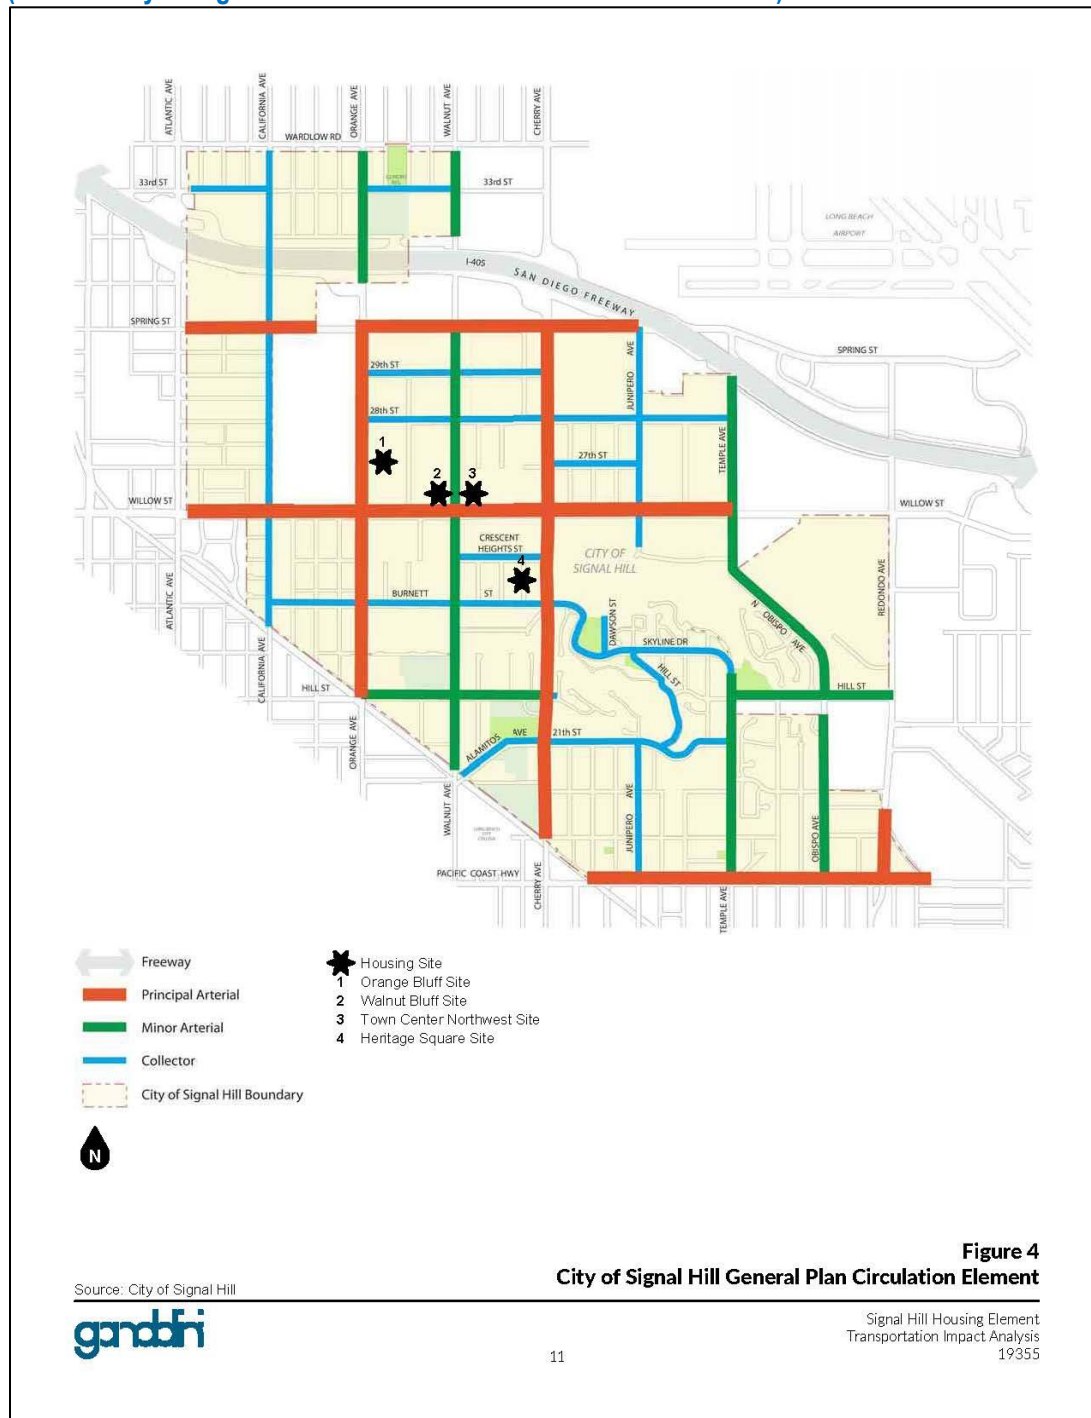 ATLANTIC AVE
CALIFORNIA AVE
ORANGE AVE
WALNUT AVE
CHERRY AVE
WARDLOW RD
33rd ST
33rd ST
LONG BEACH
AIRPORT
I-405
SAN DIEGO FREEWAY
SPRING ST
SPRING ST
29th ST
JUNIPERO AVE
28th ST
TEMPLE AVE
1
27th ST
2
3
WILLOW ST
WILLOW ST
CRESCENT
HEIGHTS ST
4
CITY OF
SIGNAL HILL
REDONDO AVE
ATLANTIC AVE
BURNETT ST
DAWSON ST
N OBISPO AVE
SKYLINE DR
CALIFORNIA AVE
HILL ST
HILL ST
HILL ST
ORANGE AVE
ALAMITOS AVE
21th ST
WALNUT AVE
JUNIPERO AVE
OBISPO AVE
PACIFIC COAST HWY
CHERRY AVE
TEMPLE AVE
Freeway
Principal Arterial
Minor Arterial
Collector
City of Signal Hill Boundary
Housing Site
1 Orange Bluff Site
2 Walnut Bluff Site
3 Town Center Northwest Site
4 Heritage Square Site
N
Figure 4
City of Signal Hill General Plan Circulation Element
Source: City of Signal Hill
gandini
Signal Hill Housing Element
Transportation Impact Analysis
19355
11